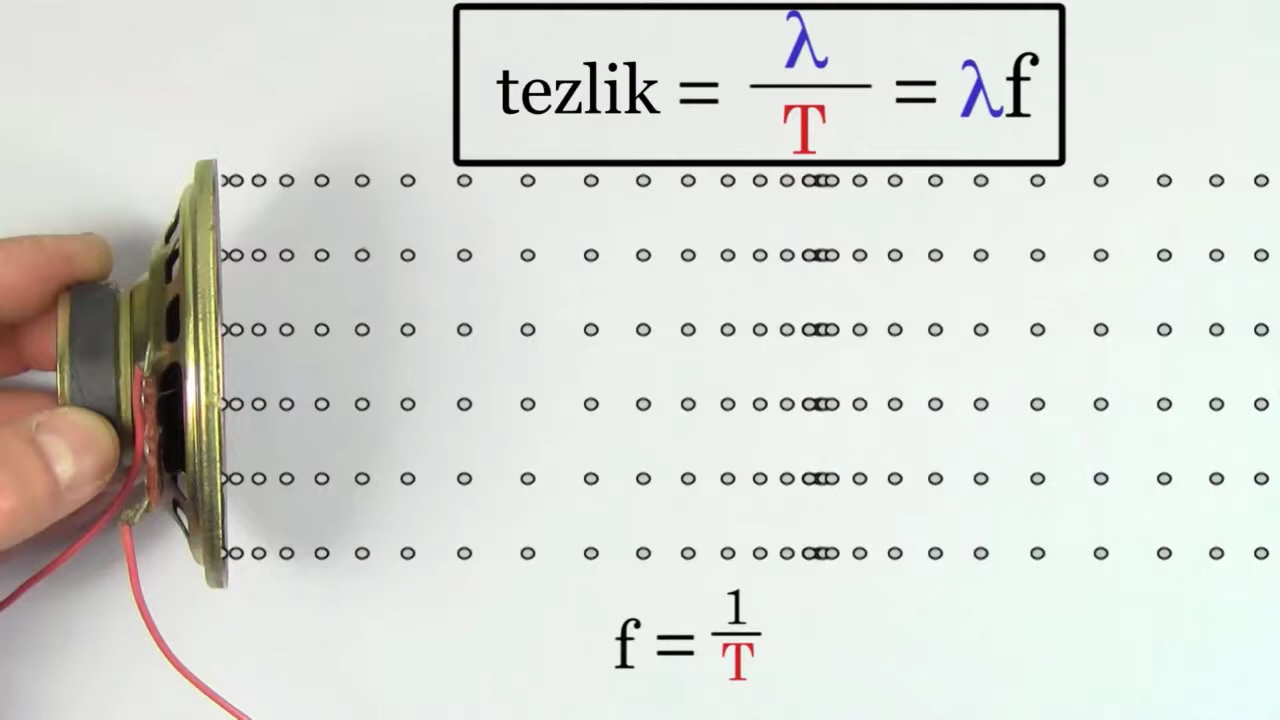 tezlik = λ/T = λf
f = 1/T